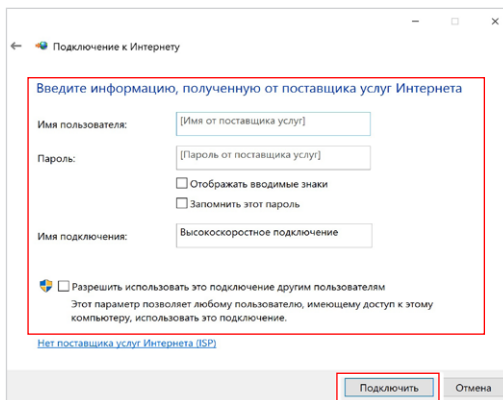 Подключение к Интернету
Введите информацию, полученную от поставщика услуг Интернета
Имя пользователя:
[Имя от поставщика услуг]
Пароль:
[Пароль от поставщика услуг]
Отображать вводимые знаки
Запомнить этот пароль
Имя подключения:
Высокоскоростное подключение
Разрешить использовать это подключение другим пользователям
Этот параметр позволяет любому пользователю, имеющему доступ к этому
компьютеру, использовать это подключение.
Нет поставщика услуг Интернета (ISP)
Подключить
Отмена